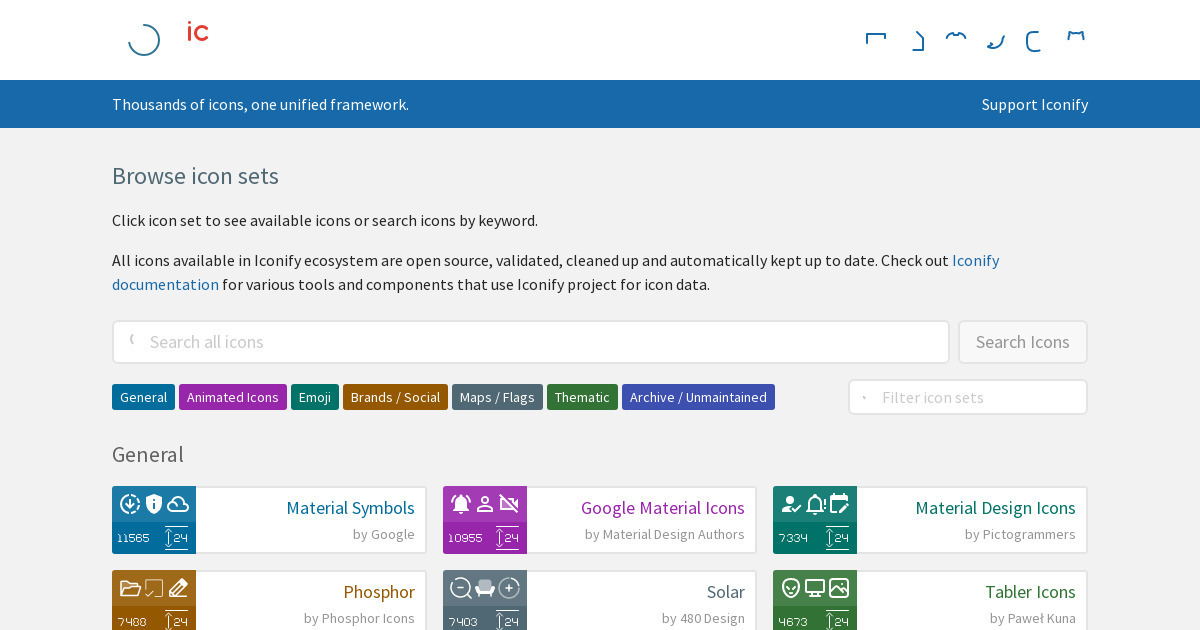 ic
Thousands of icons, one unified framework.
Support Iconify
Browse icon sets
Click icon set to see available icons or search icons by keyword.
All icons available in Iconify ecosystem are open source, validated, cleaned up and automatically kept up to date. Check out Iconify
documentation for various tools and components that use Iconify project for icon data.
Search all icons
Search Icons
General
Animated Icons
Emoji
Brands / Social
Maps / Flags
Thematic
Archive / Unmaintained
Filter icon sets
General
11565
24
Material Symbols
by Google
10955
24
Google Material Icons
by Material Design Authors
7334
24
Material Design Icons
by Pictogrammers
7488
24
Phosphor
by Phosphor Icons
7403
24
Solar
by 480 Design
4673
24
Tabler Icons
by Paweł Kuna